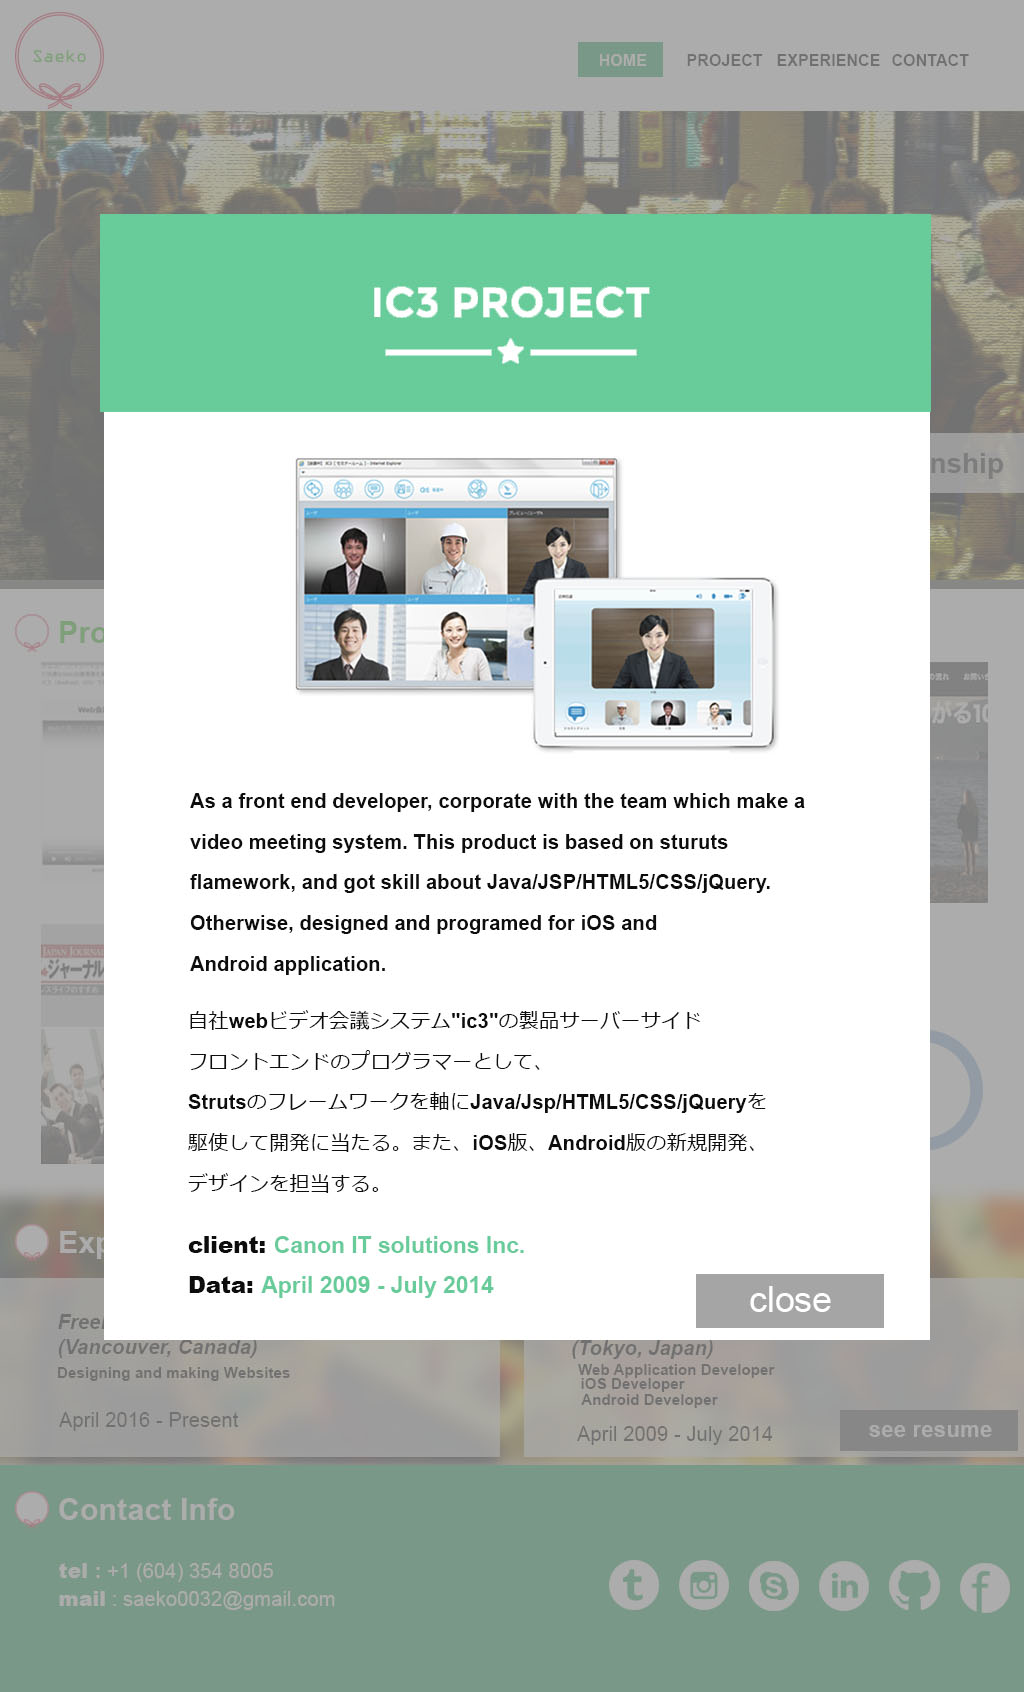 Saeko
HOME PROJECT EXPERIENCE CONTACT
IC3 PROJECT
nship
Pro
As a front end developer, corporate with the team which make a
video meeting system. This product is based on sturuts
flamework, and got skill about Java/JSP/HTML5/CSS/jQuery.
Otherwise, designed and programed for iOS and
Android application.
自社webビデオ会議システム"ic3"の製品サーバーサイド
フロントエンドのプログラマーとして、
Strutsのフレームワークを軸にJava/Jsp/HTML5/CSS/jQueryを
駆使して開発に当たる。また、iOS版、Android版の新規開発、
デザインを担当する。
client: Canon IT solutions Inc.
Data: April 2009 - July 2014
close
JAPAN JOURNAL
ジャーナル
Exp
(Vancouver, Canada)
Designing and making Websites
April 2016 - Present
(Tokyo, Japan)
Web Application Developer
iOS Developer
Android Developer
April 2009 - July 2014
see resume
Contact Info
tel : +1 (604) 354 8005
mail : saeko0032@gmail.com